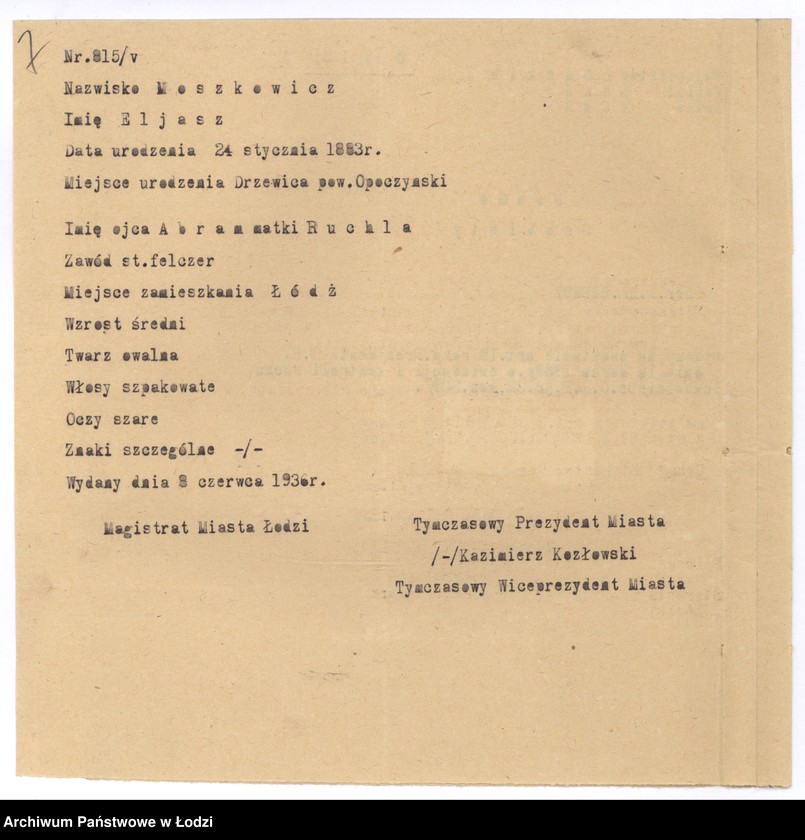 7
Nr.815/v
Nazwisko M o s z k o w i c z
Imię E l j a s z
Data urodzenia 24 stycznia 1883r.
Miejsce urodzenia Drzewica pow.Opoczyński
Imię ojca A b r a m matki R u c h l a
Zawód st.felczer
Miejsce zamieszkania Ł ó d ź
Wzrost średni
Twarz owalna
Włosy szpakowate
Oczy szare
Znaki szczególne -/-
Wydany dnia 8 czerwca 1936r.
Magistrat Miasta Łodzi
Tymczasowy Prezydent Miasta
/-/Kazimierz Kozłowski
Tymczasowy Wiceprezydent Miasta
Archiwum Państwowe w Łodzi